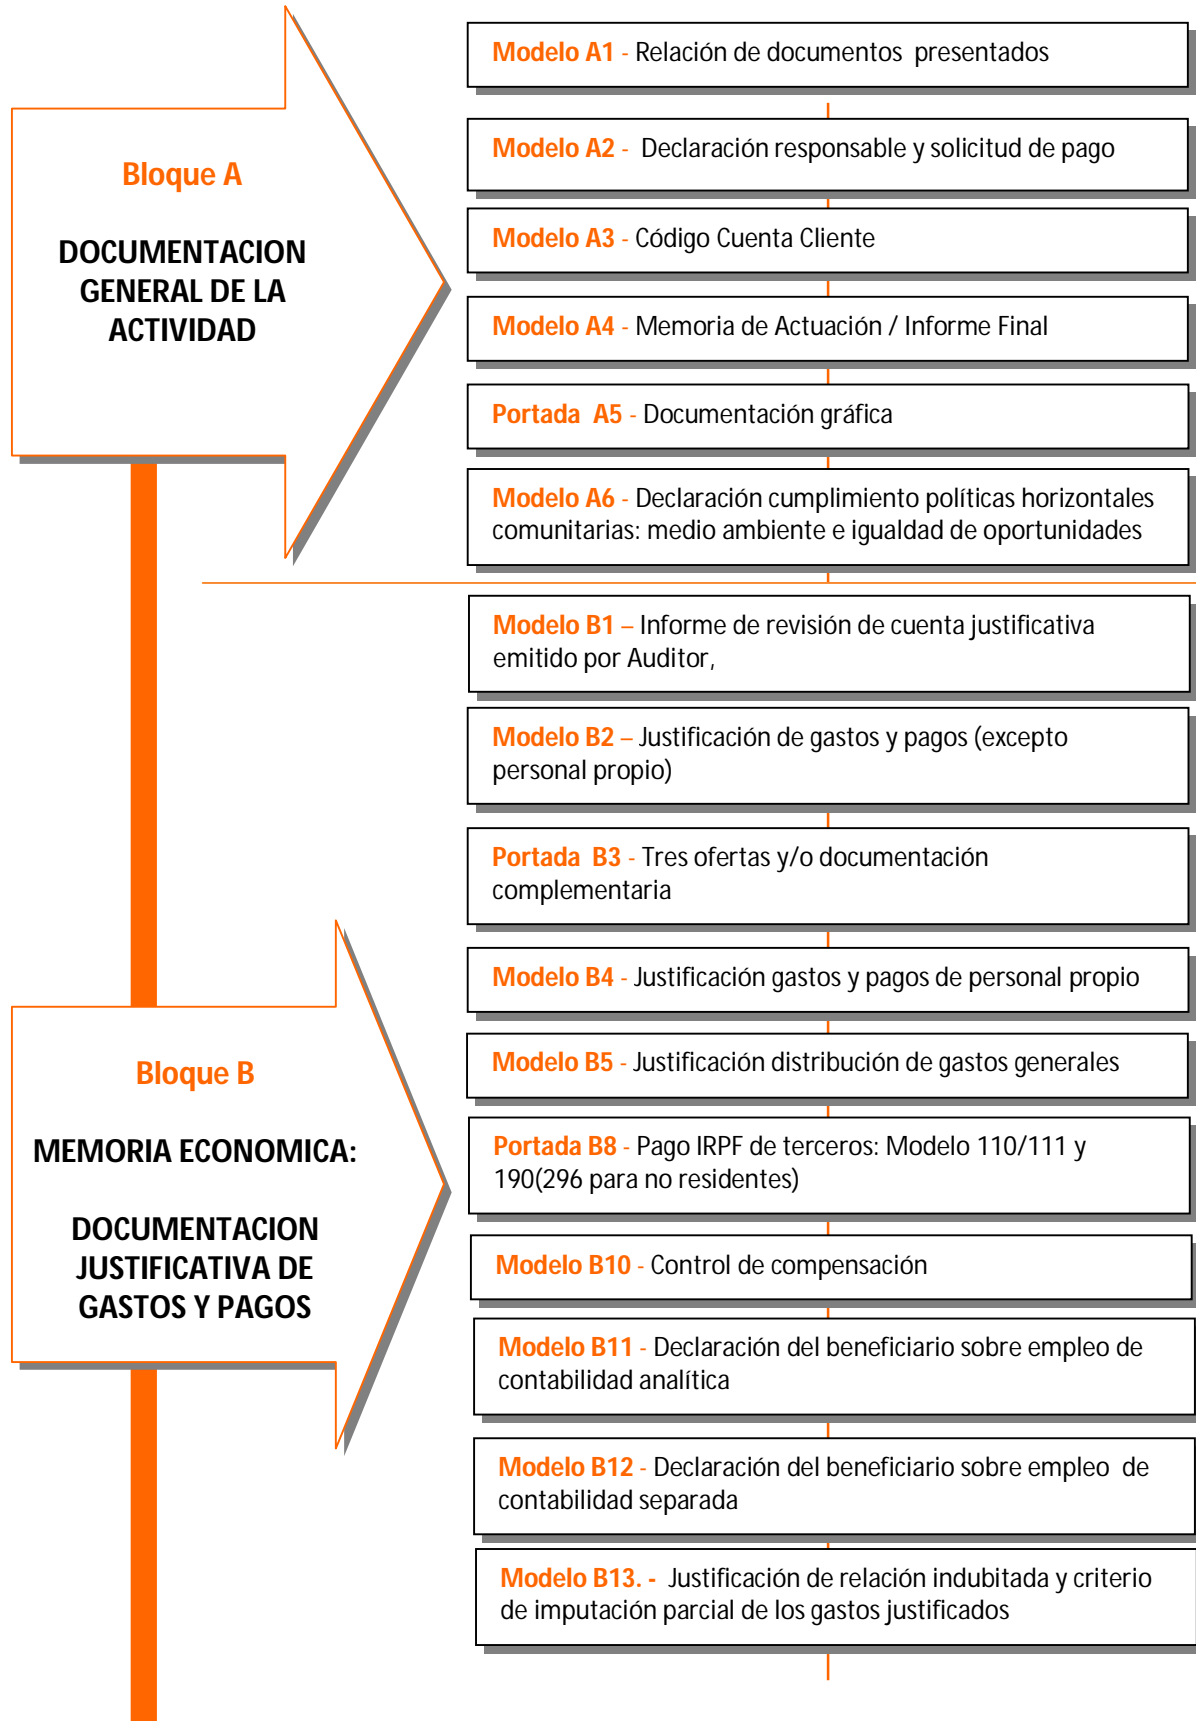 Bloque A
DOCUMENTACION
GENERAL DE LA
ACTIVIDAD
Modelo A1 - Relación de documentos presentados
Modelo A2 - Declaración responsable y solicitud de pago
Modelo A3 - Código Cuenta Cliente
Modelo A4 - Memoria de Actuación / Informe Final
Portada A5 - Documentación gráfica
Modelo A6 - Declaración cumplimiento políticas horizontales
comunitarias: medio ambiente e igualdad de oportunidades
Bloque B
MEMORIA ECONOMICA:
DOCUMENTACION
JUSTIFICATIVA DE
GASTOS Y PAGOS
Modelo B1 – Informe de revisión de cuenta justificativa
emitido por Auditor,
Modelo B2 – Justificación de gastos y pagos (excepto
personal propio)
Portada B3 - Tres ofertas y/o documentación
complementaria
Modelo B4 - Justificación gastos y pagos de personal propio
Modelo B5 - Justificación distribución de gastos generales
Portada B8 - Pago IRPF de terceros: Modelo 110/111 y
190(296 para no residentes)
Modelo B10 - Control de compensación
Modelo B11 - Declaración del beneficiario sobre empleo de
contabilidad analítica
Modelo B12 - Declaración del beneficiario sobre empleo de
contabilidad separada
Modelo B13. - Justificación de relación indubitada y criterio
de imputación parcial de los gastos justificados